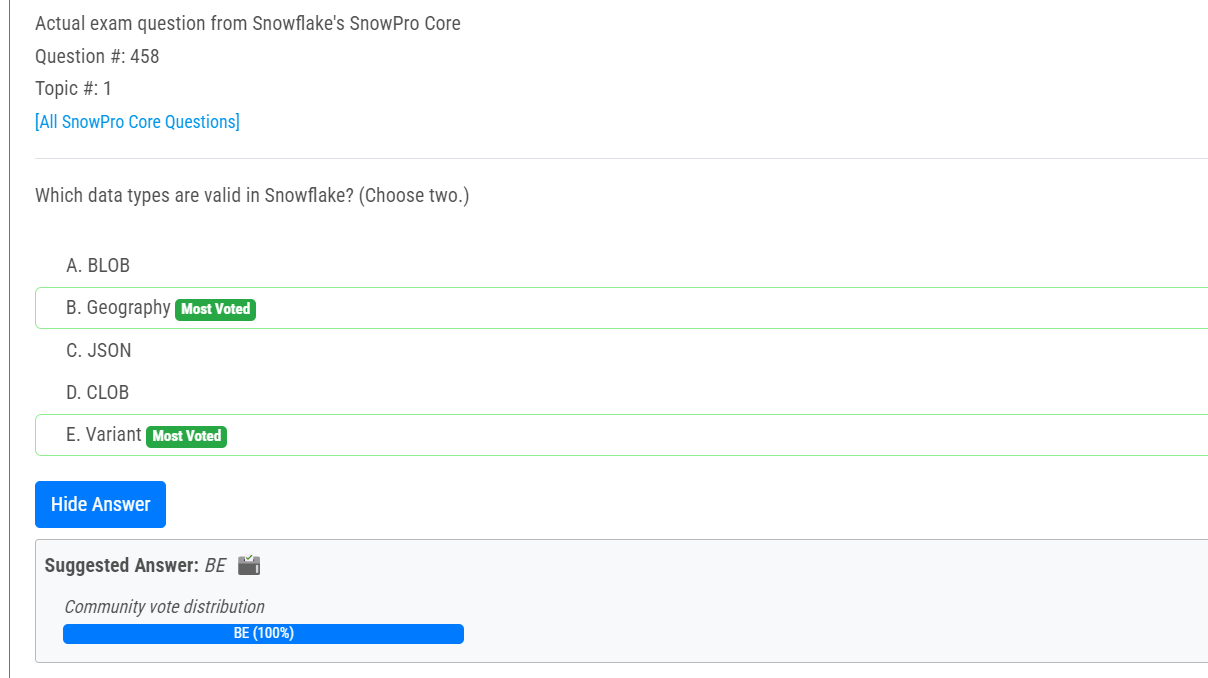 Actual exam question from Snowflake's SnowPro Core
Question #: 458
Topic #: 1
[All SnowPro Core Questions]
Which data types are valid in Snowflake? (Choose two.)
A. BLOB
B. Geography Most Voted
C. JSON
D. CLOB
E. Variant Most Voted
Hide Answer
Suggested Answer: BE
Community vote distribution
BE (100%)